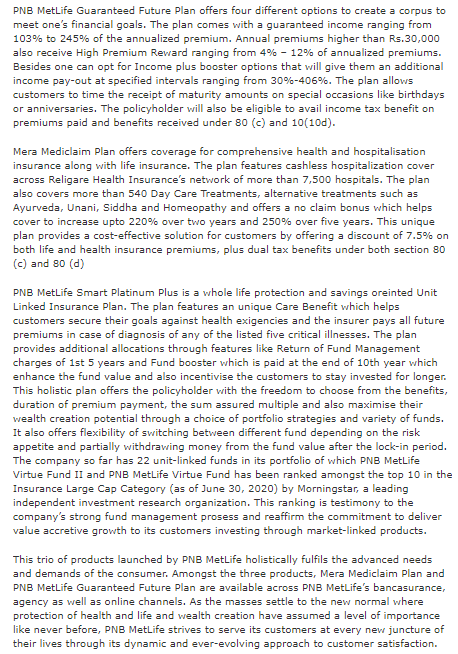 PNB MetLife Guaranteed Future Plan offers four different options to create a corpus to
meet one's financial goals. The plan comes with a guaranteed income ranging from
103% to 245% of the annualized premium. Annual premiums higher than Rs.30,000
also receive High Premium Reward ranging from 4% – 12% of annualized premiums.
Besides one can opt for Income plus booster options that will give them an additional
income pay-out at specified intervals ranging from 30%-406%. The plan allows
customers to time the receipt of maturity amounts on special occasions like birthdays
or anniversaries. The policyholder will also be eligible to avail income tax benefit on
premiums paid and benefits received under 80 (c) and 10(10d).
Mera Mediclaim Plan offers coverage for comprehensive health and hospitalisation
insurance along with life insurance. The plan features cashless hospitalization cover
across Religare Health Insurance's network of more than 7,500 hospitals. The plan
also covers more than 540 Day Care Treatments, alternative treatments such as
Ayurveda, Unani, Siddha and Homeopathy and offers a no claim bonus which helps
cover to increase upto 220% over two years and 250% over five years. This unique
plan provides a cost-effective solution for customers by offering a discount of 7.5% on
both life and health insurance premiums, plus dual tax benefits under both section 80
(c) and 80 (d)
PNB MetLife Smart Platinum Plus is a whole life protection and savings oreinted Unit
Linked Insurance Plan. The plan features an unique Care Benefit which helps
customers secure their goals against health exigencies and the insurer pays all future
premiums in case of diagnosis of any of the listed five critical illnesses. The plan
provides additional allocations through features like Return of Fund Management
charges of 1st 5 years and Fund booster which is paid at the end of 10th year which
enhance the fund value and also incentivise the customers to stay invested for longer.
This holistic plan offers the policyholder with the freedom to choose from the benefits,
duration of premium payment, the sum assured multiple and also maximise their
wealth creation potential through a choice of portfolio strategies and variety of funds.
It also offers flexibility of switching between different fund depending on the risk
appetite and partially withdrawing money from the fund value after the lock-in period.
The company so far has 22 unit-linked funds in its portfolio of which PNB MetLife
Virtue Fund II and PNB MetLife Virtue Fund has been ranked amongst the top 10 in the
Insurance Large Cap Category (as of June 30, 2020) by Morningstar, a leading
independent investment research organization. This ranking is testimony to the
company's strong fund management prosess and reaffirm the commitment to deliver
value accretive growth to its customers investing through market-linked products.
This trio of products launched by PNB MetLife holistically fulfils the advanced needs
and demands of the consumer. Amongst the three products, Mera Mediclaim Plan and
PNB MetLife Guaranteed Future Plan are available across PNB MetLife's bancasurance,
agency as well as online channels. As the masses settle to the new normal where
protection of health and life and wealth creation have assumed a level of importance
like never before, PNB MetLife strives to serve its customers at every new juncture of
their lives through its dynamic and ever-evolving approach to customer satisfaction.